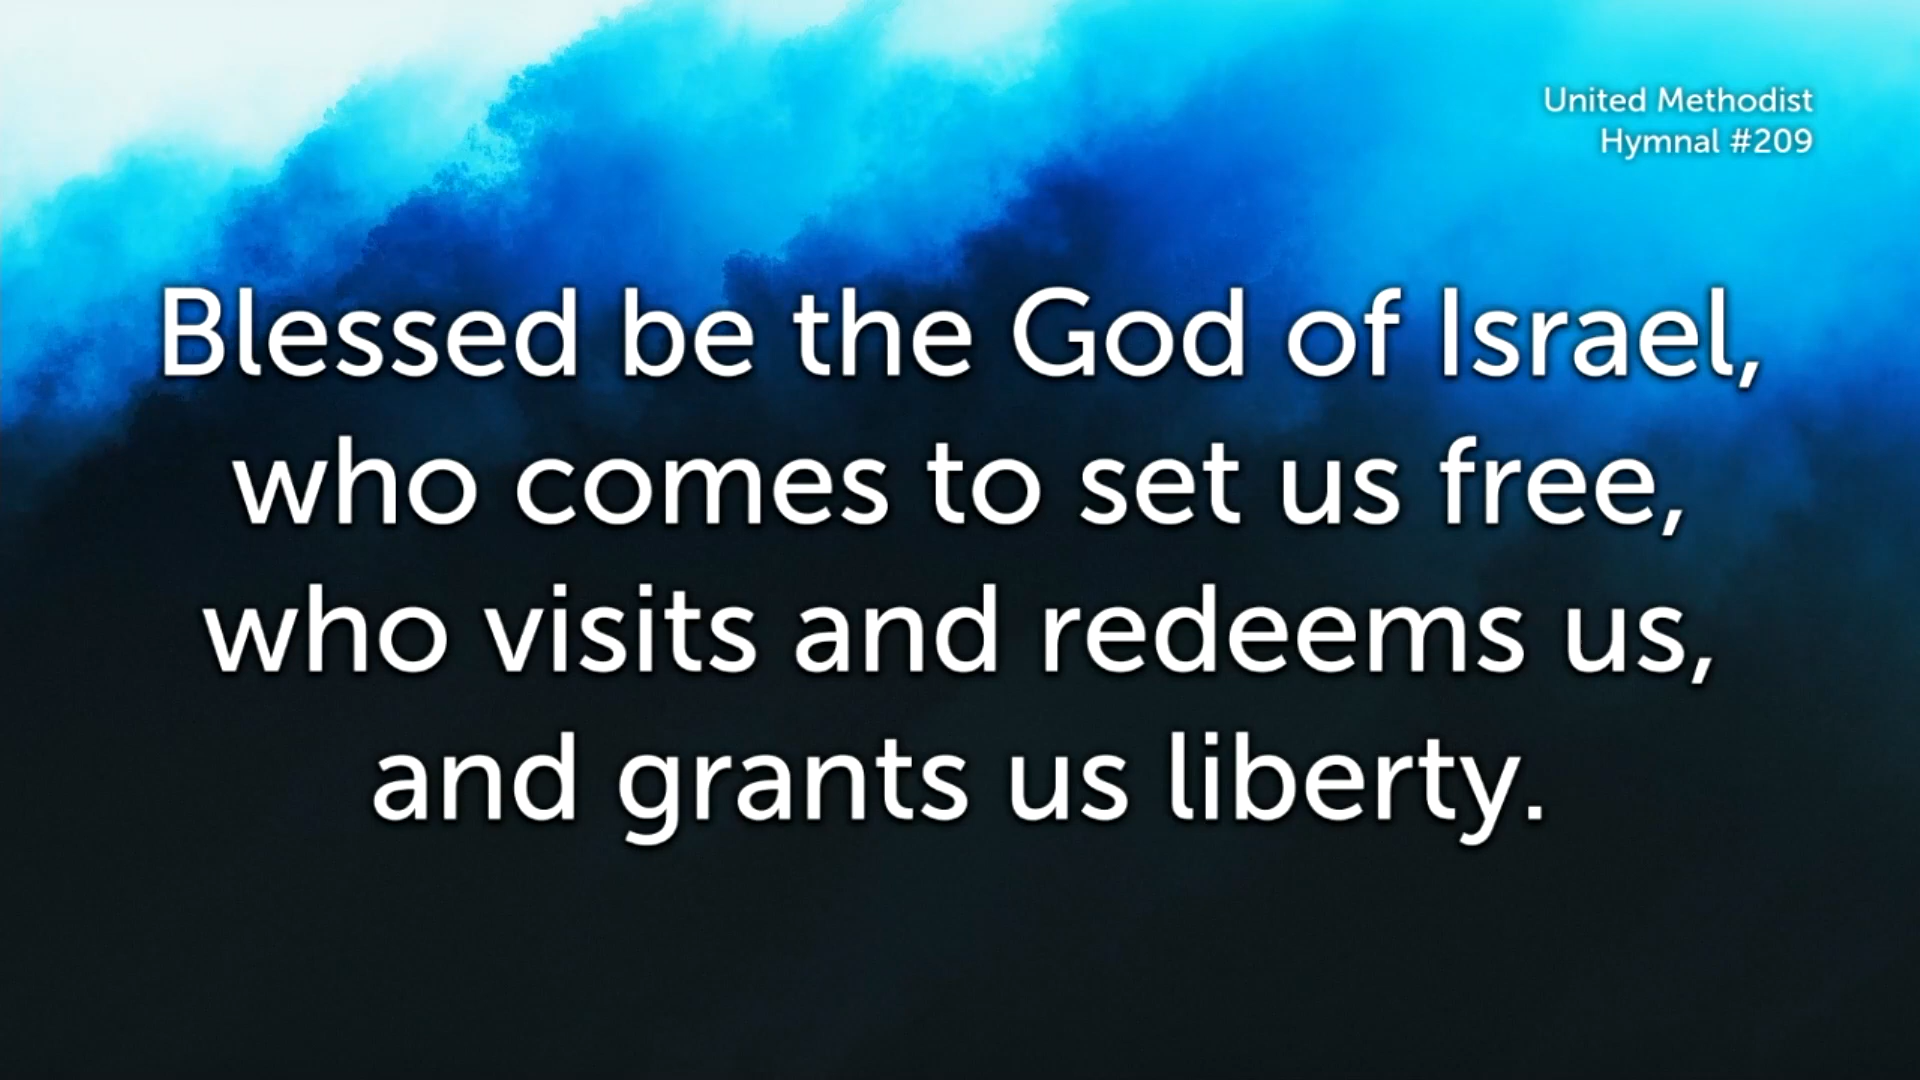 United Methodist
Hymnal #209
Blessed be the God of Israel,
who comes to set us free,
who visits and redeems us,
and grants us liberty.